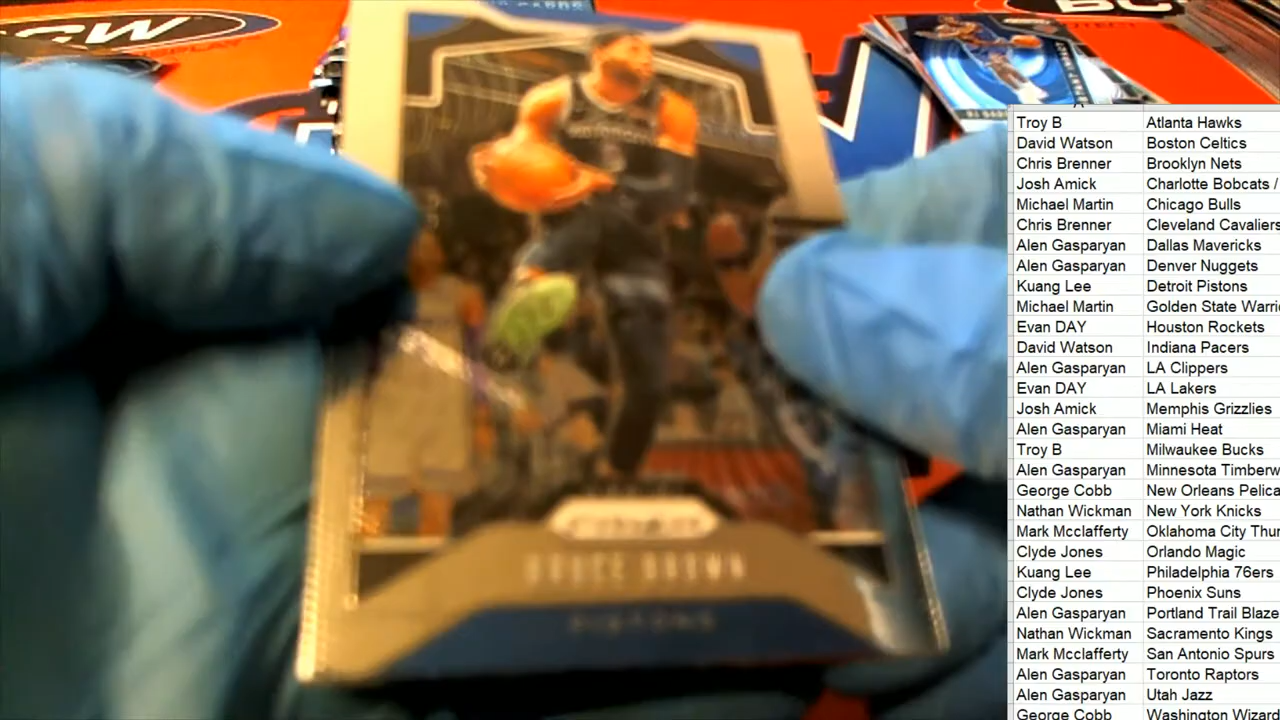 Troy B Atlanta Hawks
David Watson Boston Celtics
Chris Brenner Brooklyn Nets
Josh Amick Charlotte Bobcats /
Michael Martin Chicago Bulls
Chris Brenner Cleveland Cavaliers
Alen Gasparyan Dallas Mavericks
Alen Gasparyan Denver Nuggets
Kuang Lee Detroit Pistons
Michael Martin Golden State Warri
Evan DAY Houston Rockets
David Watson Indiana Pacers
Alen Gasparyan LA Clippers
Evan DAY LA Lakers
Josh Amick Memphis Grizzlies
Alen Gasparyan Miami Heat
Troy B Milwaukee Bucks
Alen Gasparyan Minnesota Timberw
George Cobb New Orleans Pelica
Nathan Wickman New York Knicks
Mark Mcclafferty Oklahoma City Thun
Clyde Jones Orlando Magic
Kuang Lee Philadelphia 76ers
Clyde Jones Phoenix Suns
Alen Gasparyan Portland Trail Blaze
Nathan Wickman Sacramento Kings
Mark Mcclafferty San Antonio Spurs
Alen Gasparyan Toronto Raptors
Alen Gasparyan Utah Jazz
George Cobb Washington Wizard
BRUCE BROWN
PISTONS